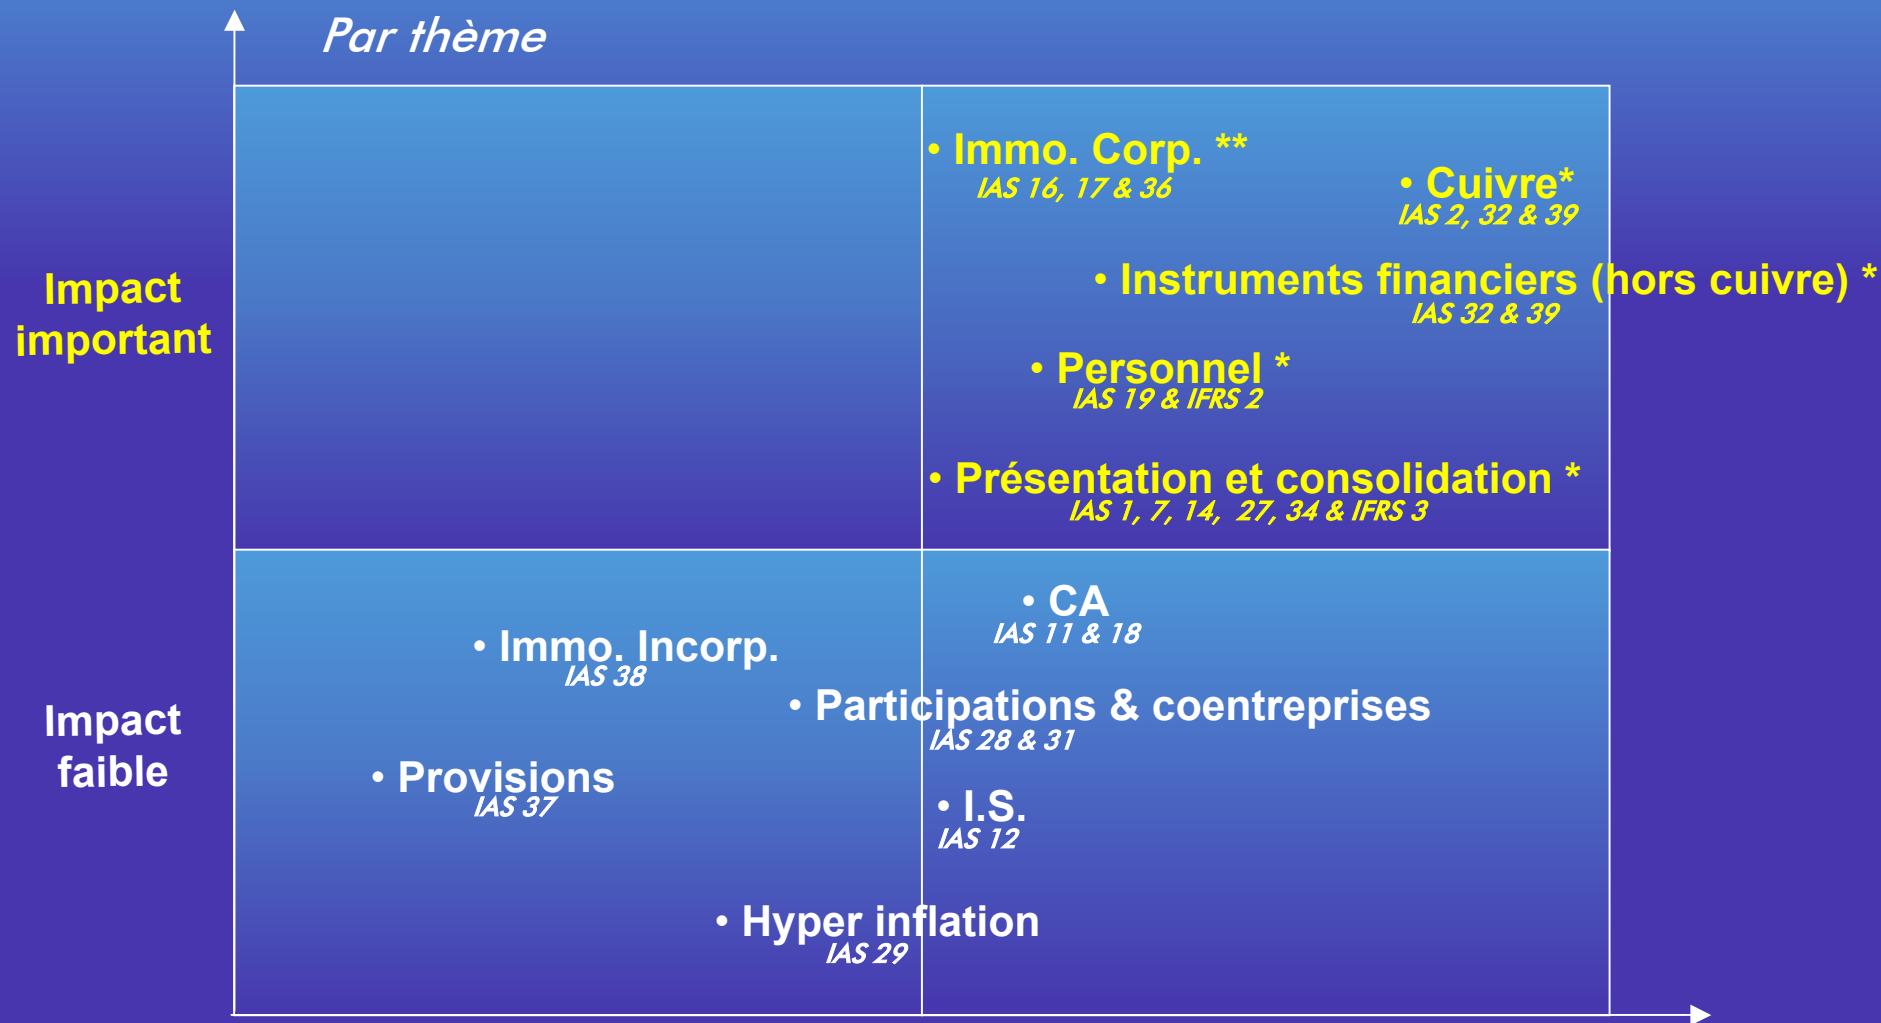 Par thème
Impact
important
• Immo. Corp. **
IAS 16, 17 & 36
• Cuivre*
IAS 2, 32 & 39
• Instruments financiers (hors cuivre) *
IAS 32 & 39
• Personnel *
IAS 19 & IFRS 2
• Présentation et consolidation *
IAS 1, 7, 14, 27, 34 & IFRS 3
Impact
faible
• CA
IAS 11 & 18
• Immo. Incorp.
IAS 38
• Participations & coentreprises
IAS 28 & 31
• Provisions
IAS 37
• I.S.
IAS 12
• Hyper inflation
IAS 29